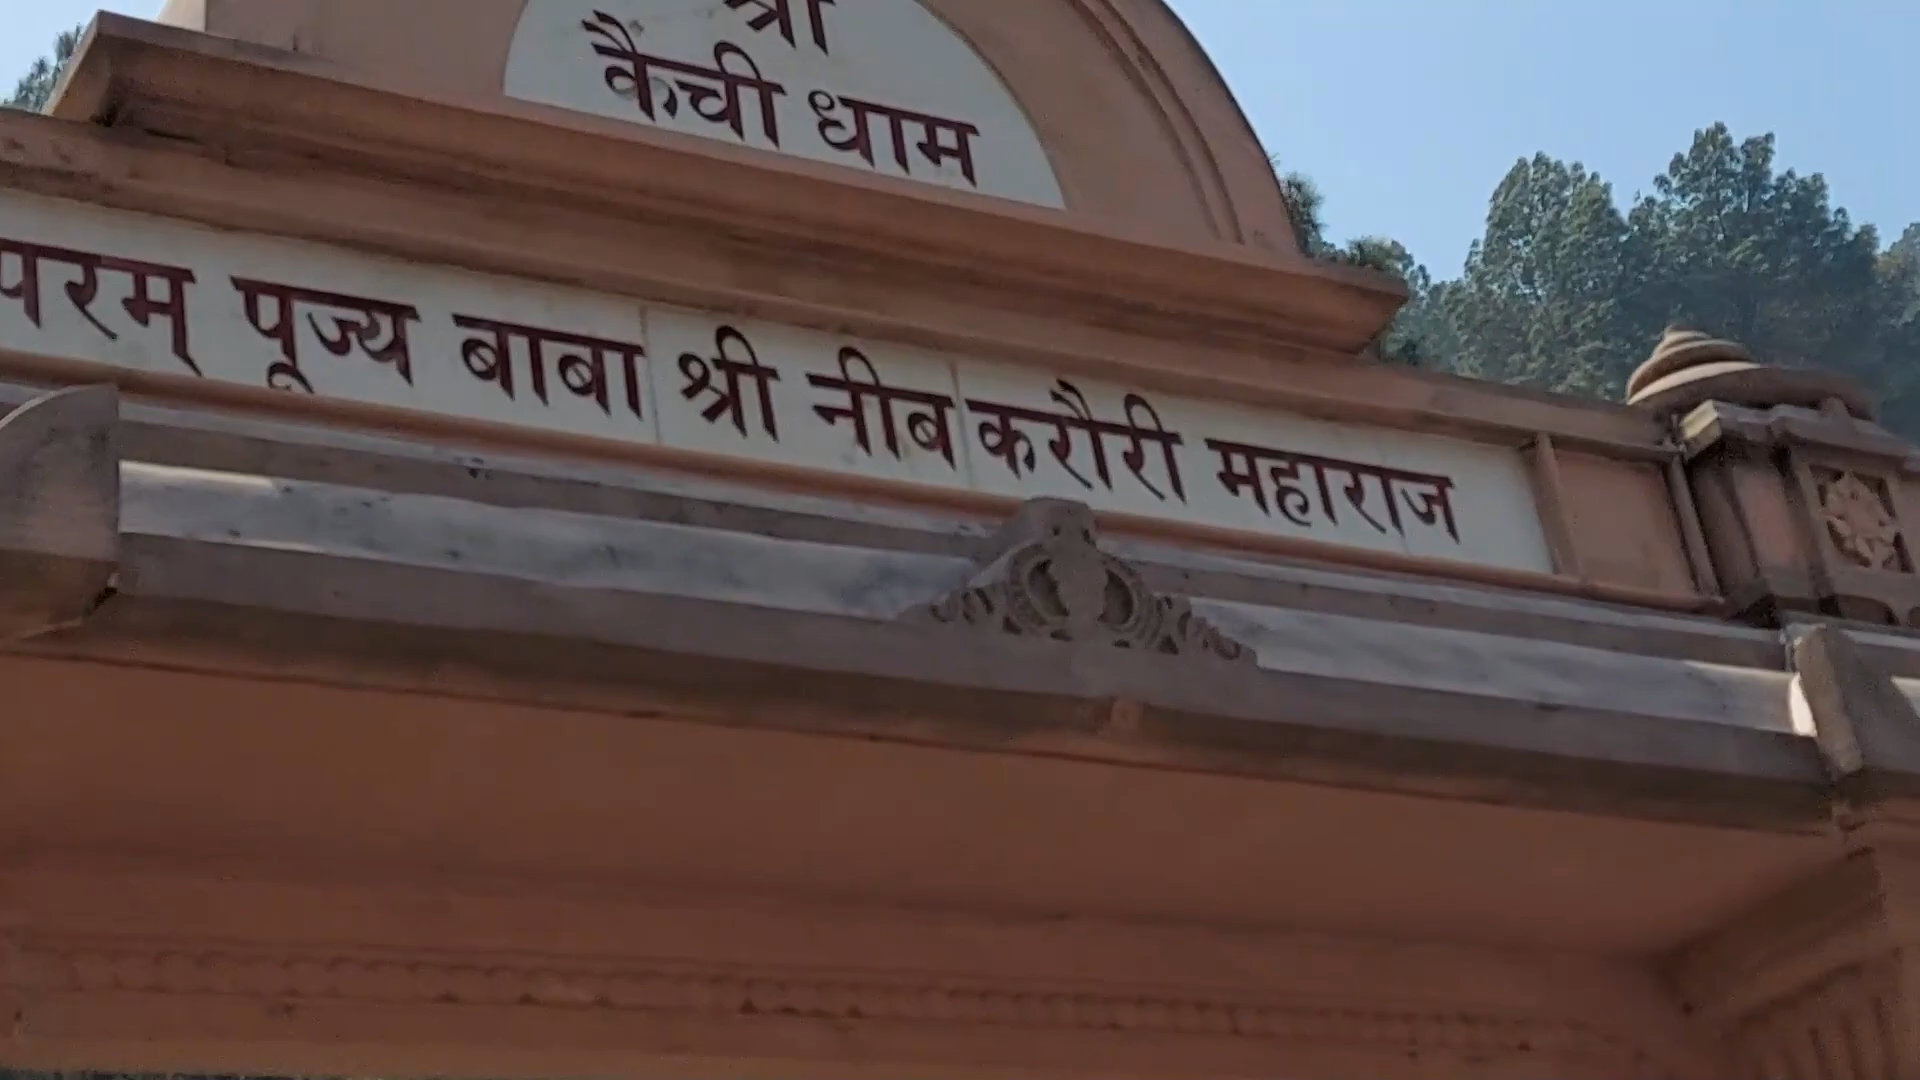 श्री
कैंची धाम
परम् पूज्य बाबा श्री नीब करौरी महाराज